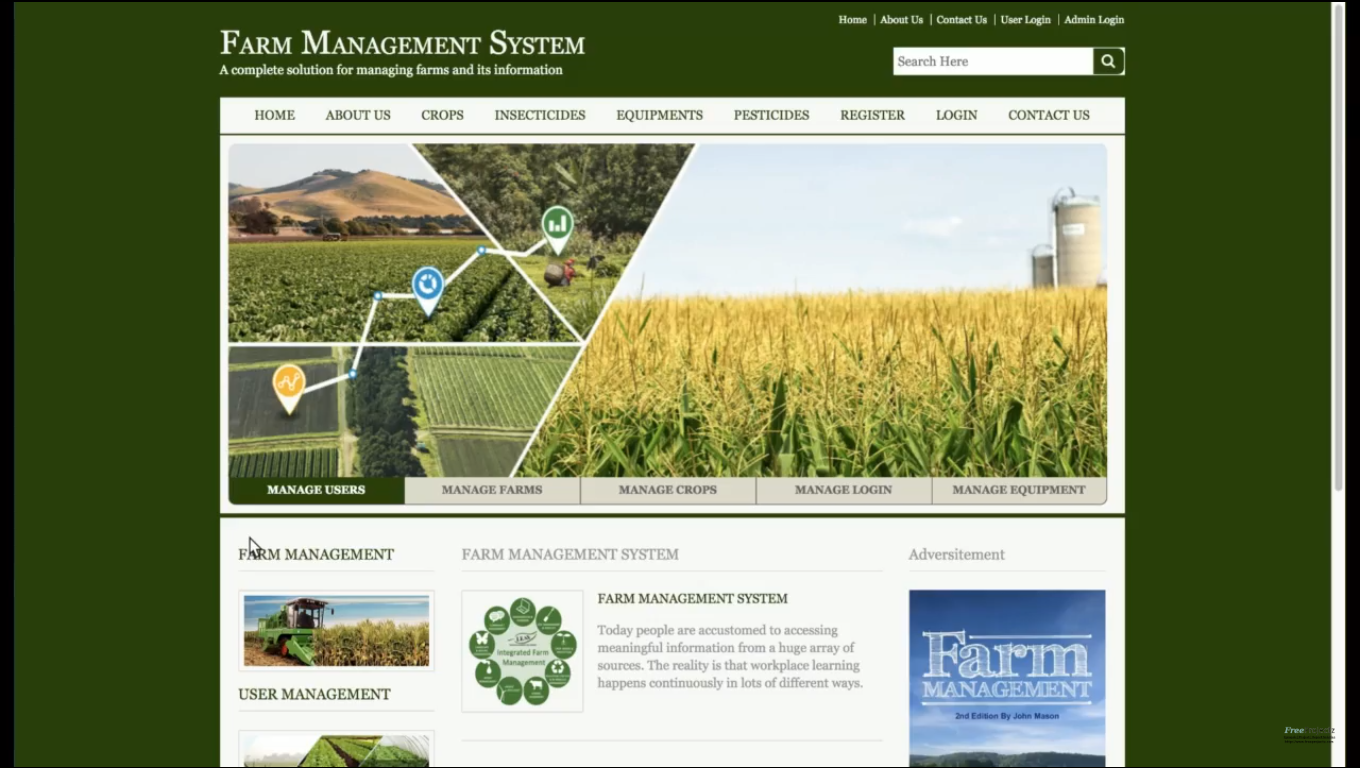 Home | About Us | Contact Us | User Login | Admin Login
FARM MANAGEMENT SYSTEM
A complete solution for managing farms and its information
Search Here
HOME ABOUT US CROPS INSECTICIDES EQUIPMENTS PESTICIDES REGISTER LOGIN CONTACT US
MANAGE USERS MANAGE FARMS MANAGE CROPS MANAGE LOGIN MANAGE EQUIPMENT
FARM MANAGEMENT
USER MANAGEMENT
FARM MANAGEMENT SYSTEM
Integrated Farm
Management
FARM MANAGEMENT SYSTEM
Today people are accustomed to accessing
meaningful information from a huge array of
sources. The reality is that workplace learning
happens continuously in lots of different ways.
Adversitement
Farm
MANAGEMENT
2nd Edition By John Mason
Free